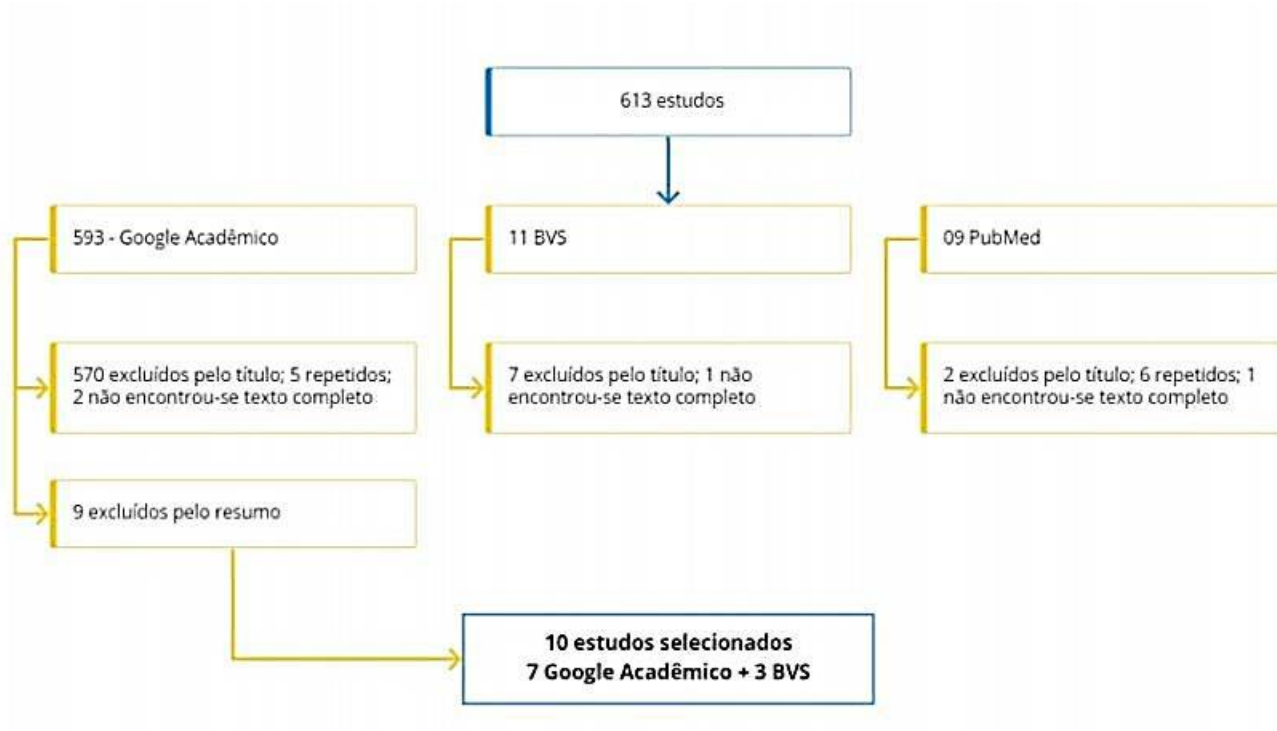 613 estudos
593 - Google Acadêmico
11 BVS
09 PubMed
570 excluídos pelo título; 5 repetidos;
2 não encontrou-se texto completo
7 excluídos pelo título; 1 não
encontrou-se texto completo
2 excluídos pelo título; 6 repetidos; 1
não encontrou-se texto completo
9 excluídos pelo resumo
10 estudos selecionados
7 Google Acadêmico + 3 BVS